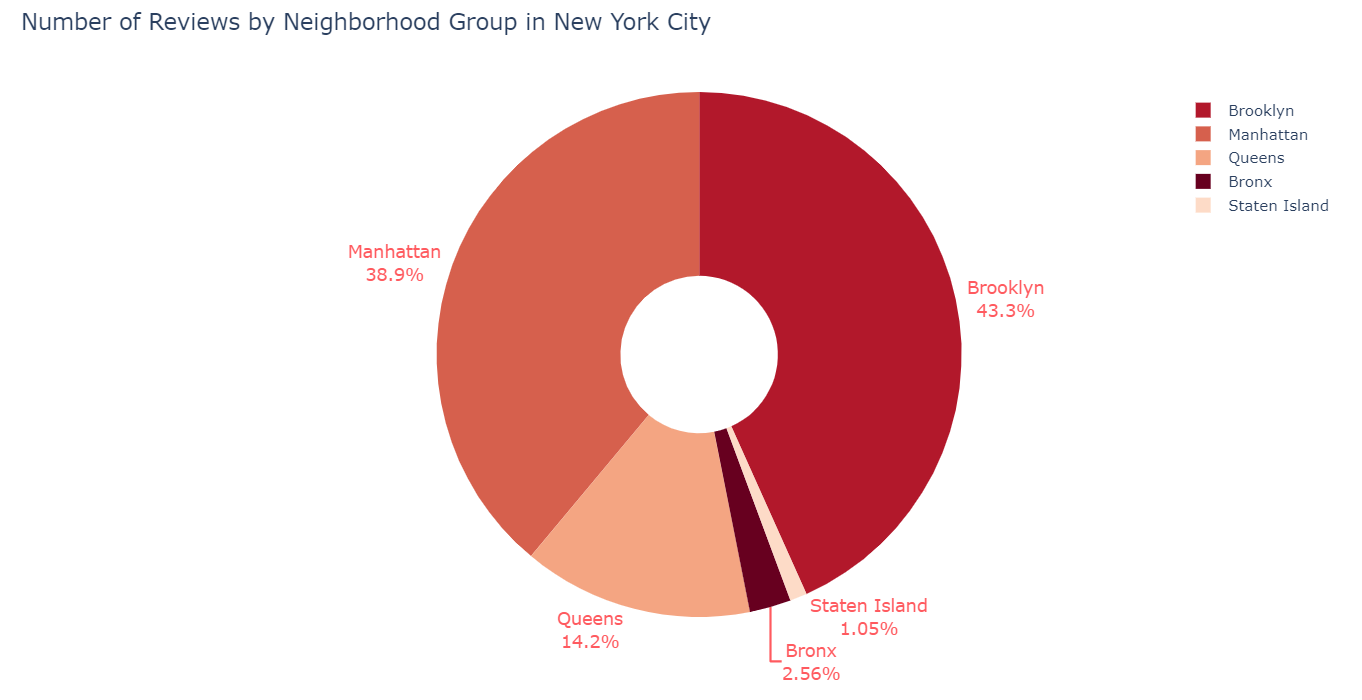 Number of Reviews by Neighborhood Group in New York City
Brooklyn
Manhattan
Queens
Bronx
Staten Island
Manhattan
38.9%
Brooklyn
43.3%
Queens
14.2%
Staten Island
1.05%
Bronx
2.56%